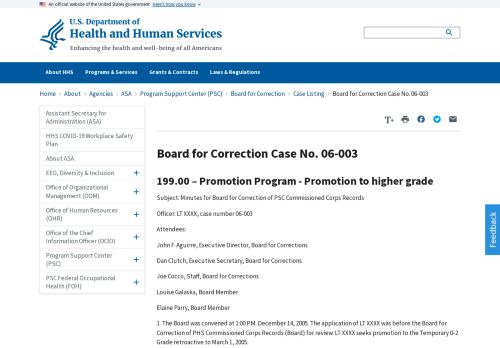 An official website of the United States government Here's how you know
U.S. Department of
Health and Human Services
Enhancing the health and well-being of all Americans
About HHS Programs & Services Grants & Contracts Laws & Regulations
Home › About › Agencies › ASA › Program Support Center (PSC) › Board for Correction › Case Listing › Board for Correction Case No. 06-003
Assistant Secretary for
Administration (ASA)
HHS COVID-19 Workplace Safety
Plan
About ASA
EEO, Diversity & Inclusion +
Office of Organizational
Management (OOM) +
Office of Human Resources
(OHR) +
Office of the Chief
Information Officer (OCIO) +
Program Support Center
(PSC) +
PSC Federal Occupational
Health (FOH) +
T+
Board for Correction Case No. 06-003
199.00 – Promotion Program - Promotion to higher grade
Subject: Minutes for Board for Correction of PSC Commissioned Corps Records
Officer: LT XXXX, case number 06-003
Attendees:
John F. Aguirre, Executive Director, Board for Corrections
Dan Clutch, Executive Secretary, Board for Corrections
Joe Cocco, Staff, Board for Corrections
Louise Galaska, Board Member
Elaine Parry, Board Member
1. The Board was convened at 1:00 P.M. December 14, 2005. The application of LT XXXX was before the Board for
Correction of PHS Commissioned Corps Records (Board) for review. LT XXXX seeks promotion to the Temporary 0-2
Grade retroactive to March 1, 2005.
Feedback